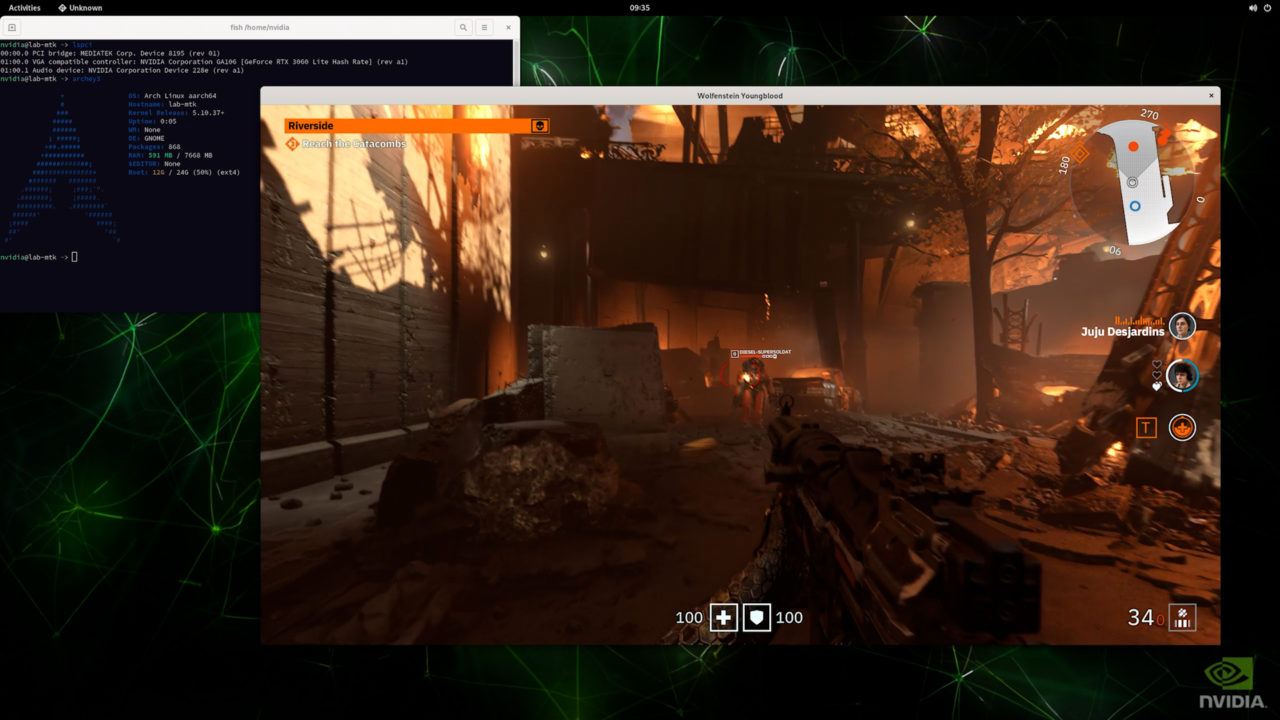 Activities
Unknown
09:35
fish /home/nvidia
nvidia@lab-mtk ~> lspci
00:00.0 PCI bridge: MEDIATEK Corp. Device 8195 (rev 01)
01:00.0 VGA compatible controller: NVIDIA Corporation GA106 [GeForce RTX 3060 Lite Hash Rate] (rev a1)
01:00.1 Audio device: NVIDIA Corporation Device 228e (rev a1)
nvidia@lab-mtk ~> archey3
OS: Arch Linux aarch64
Hostname: lab-mtk
Kernel Release: 5.10.37+
Uptime: 0:05
WM: None
DE: GNOME
Packages: 868
RAM: 591 MB / 7668 MB
$EDITOR: None
Root: 12G / 24G (50%) (ext4)
nvidia@lab-mtk ~>
Wolfenstein Youngblood
Riverside
Reach the Catacombs
270
180
0
90
Juju Desjardins
DIESEL-SUPERSOLDAT
T
100
100
34 0
NVIDIA.